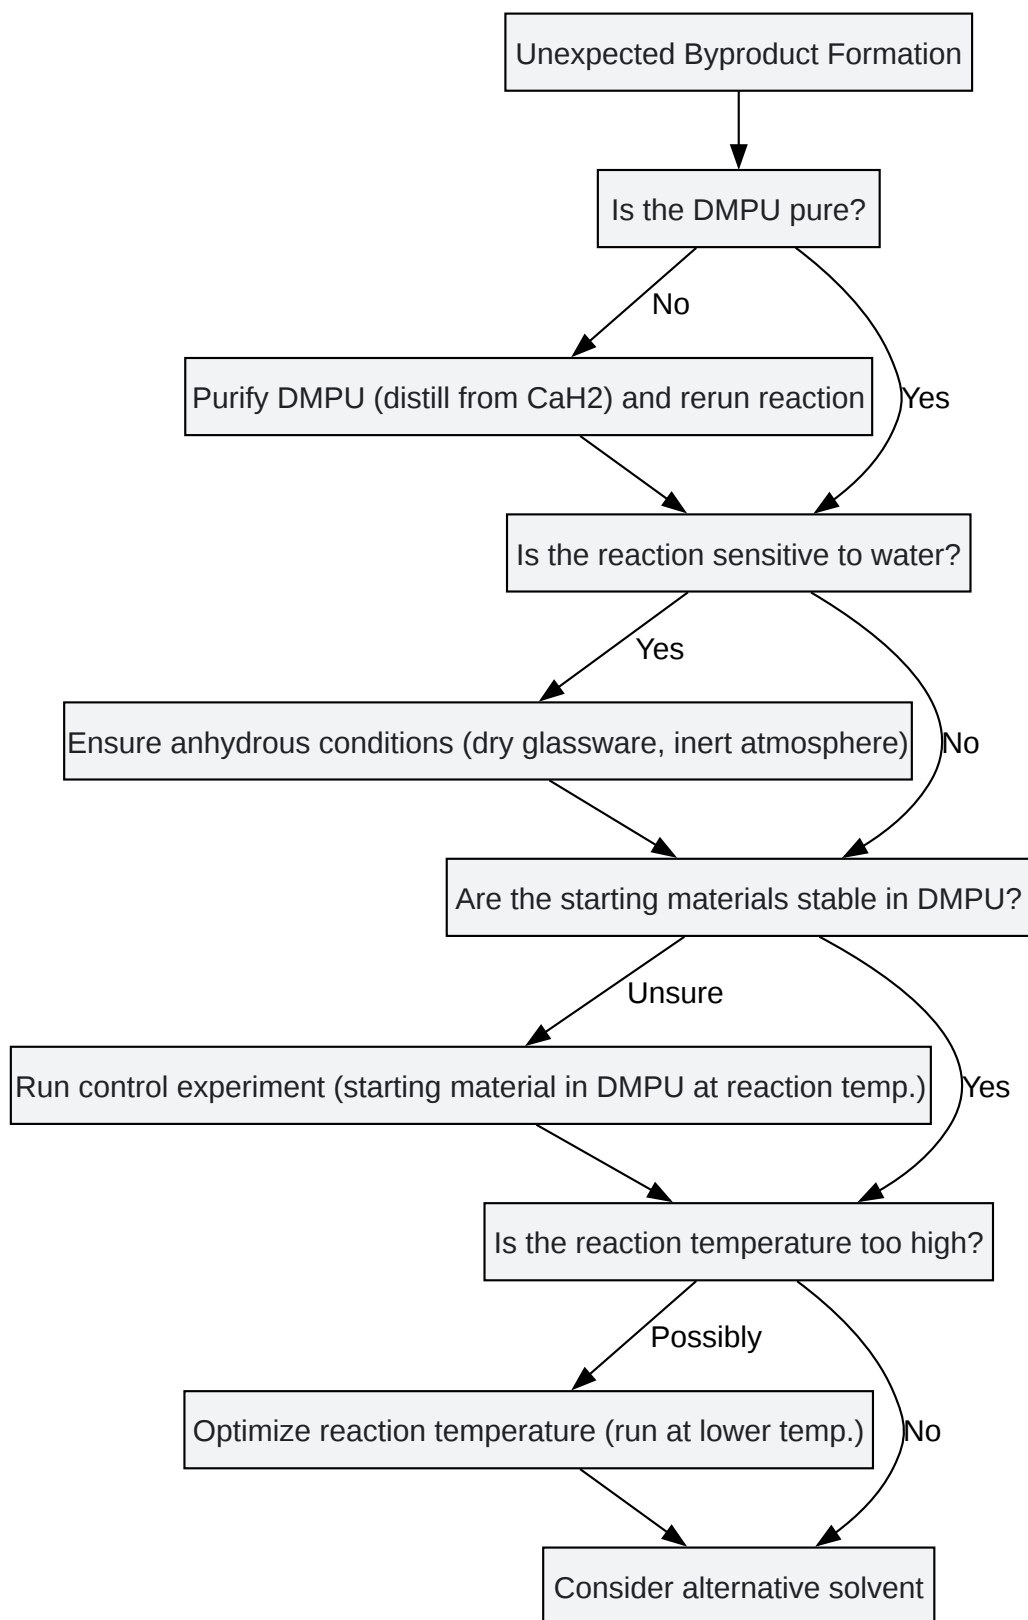 Unexpected Byproduct Formation
Is the DMPU pure?
No
Purify DMPU (distill from CaH2) and rerun reaction
Yes
Is the reaction sensitive to water?
Yes
Ensure anhydrous conditions (dry glassware, inert atmosphere)
No
Are the starting materials stable in DMPU?
Unsure
Run control experiment (starting material in DMPU at reaction temp.)
Yes
Is the reaction temperature too high?
Possibly
Optimize reaction temperature (run at lower temp.)
No
Consider alternative solvent